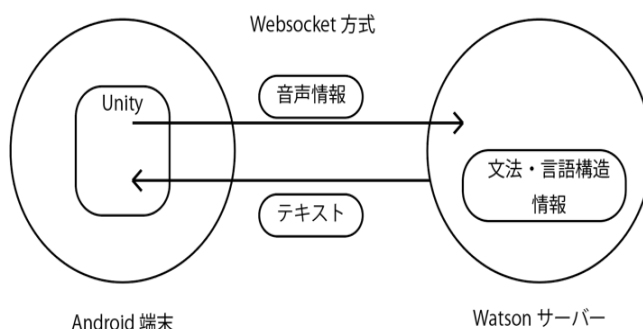 Websocket 方式
Unity
音声情報
文法・言語構造
情報
テキスト
Android 端末
Watson サーバー